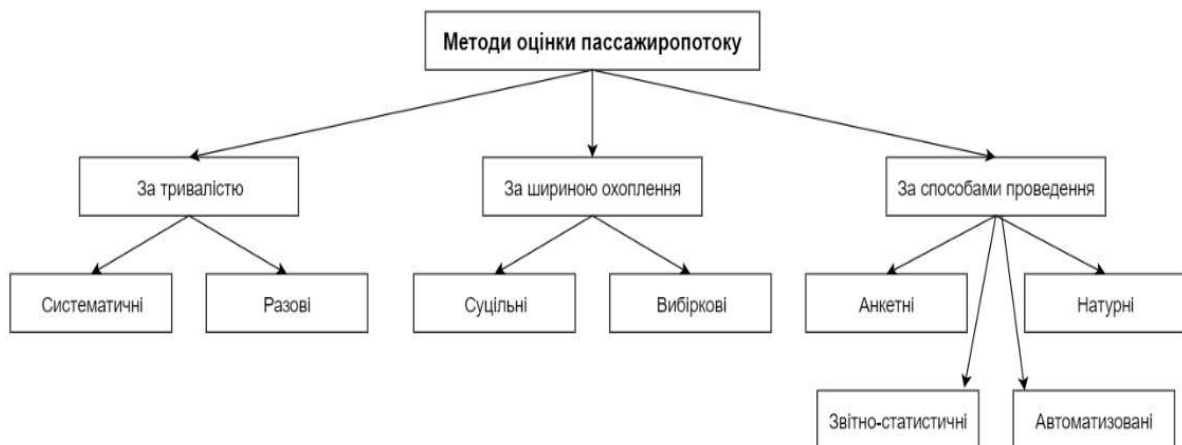 Методи оцінки пассажиропотоку
За тривалістю
За шириною охоплення
За способами проведення
Систематичні
Разові
Суцільні
Вибіркові
Анкетні
Натурні
Звітно-статистичні
Автоматизовані